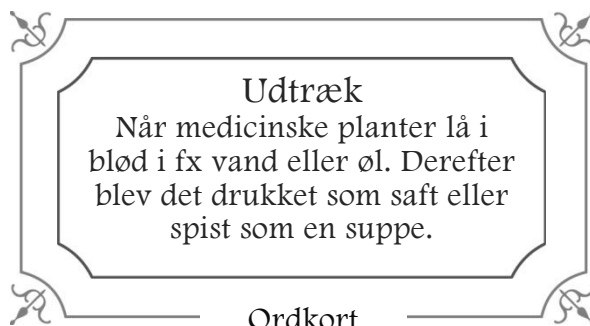 Udtræk
Når medicinske planter lå i
blød i fx vand eller øl. Derefter
blev det drukket som saft eller
spist som en suppe.
Ordkort